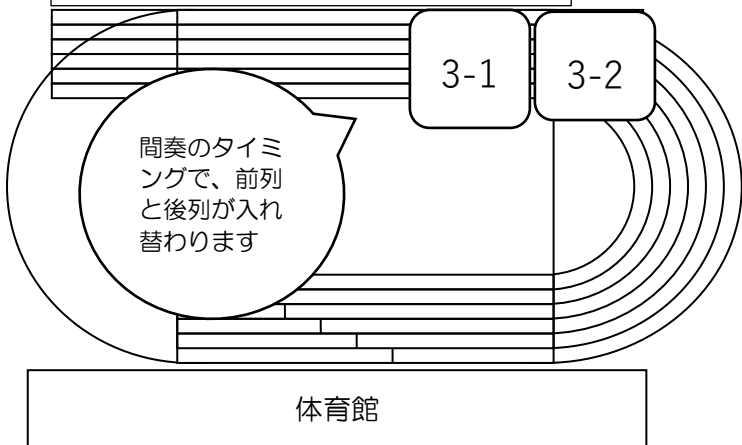 3-1
3-2
間奏のタイミ
ングで、前列
と後列が入れ
替わります
体育館